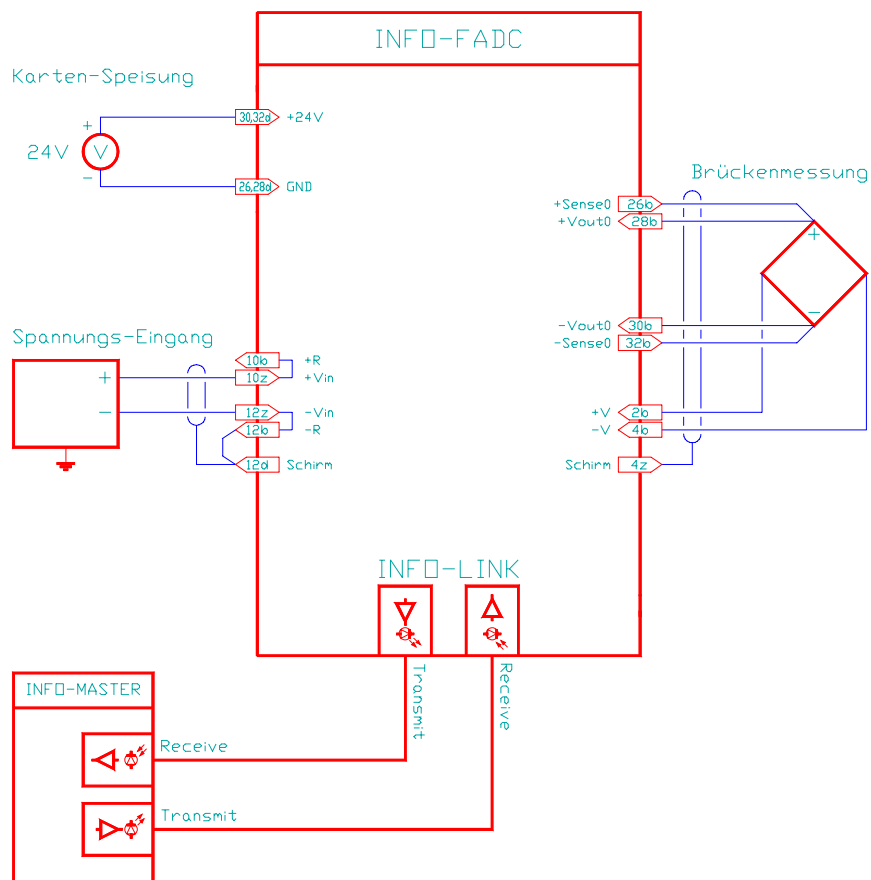 INFO-FADC
Karten-Speisung
+
30,32d +24V
24V V
−
26,28d GND
Brückenmessung
+Sense0 26b
+Vout0 28b
+
−
-Vout0 30b
-Sense0 32b
Spannungs-Eingang
10b +R
+ 10z +Vin
− 12z -Vin
12b -R
12d Schirm
+V 2b
-V 4b
Schirm 4z
INFO-LINK
Transmit
Receive
INFO-MASTER
Receive
Transmit